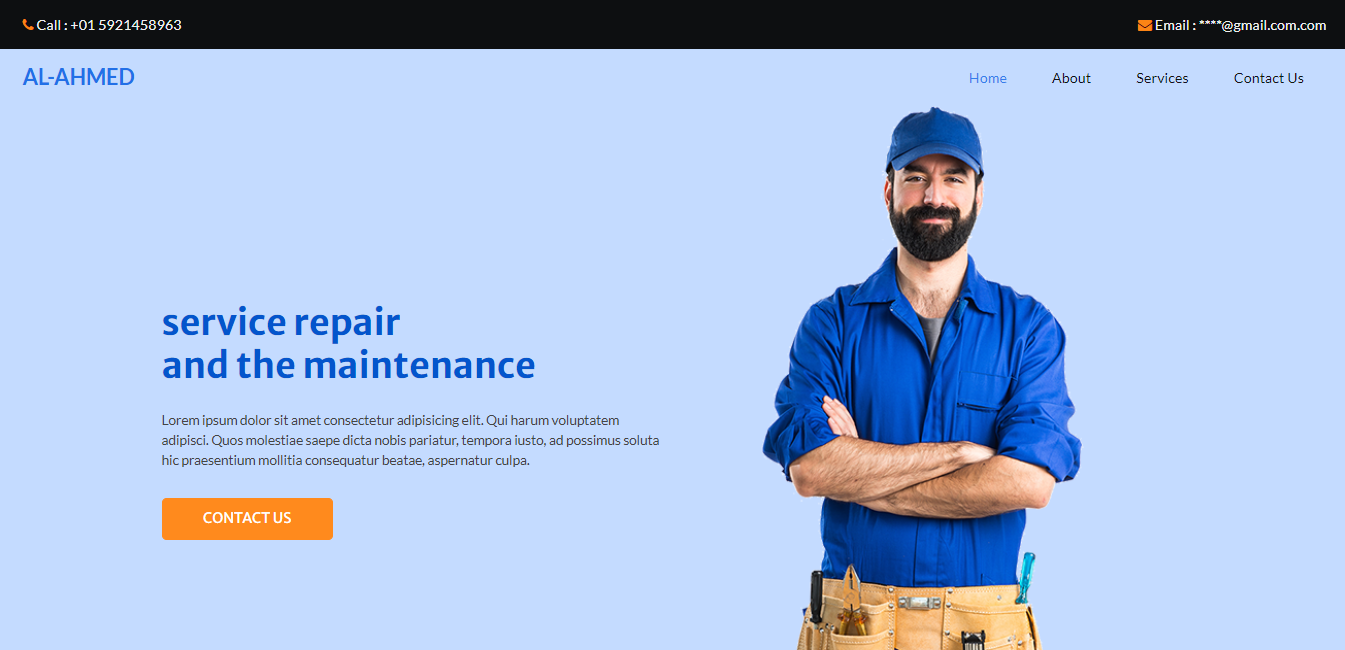 Call : +01 5921458963
Email : ****@gmail.com.com
AL-AHMED
Home
About
Services
Contact Us
service repair
and the maintenance
Lorem ipsum dolor sit amet consectetur adipisicing elit. Qui harum voluptatem
adipisci. Quos molestiae saepe dicta nobis pariatur, tempora iusto, ad possimus soluta
hic praesentium mollitia consequatur beatae, aspernatur culpa.
CONTACT US